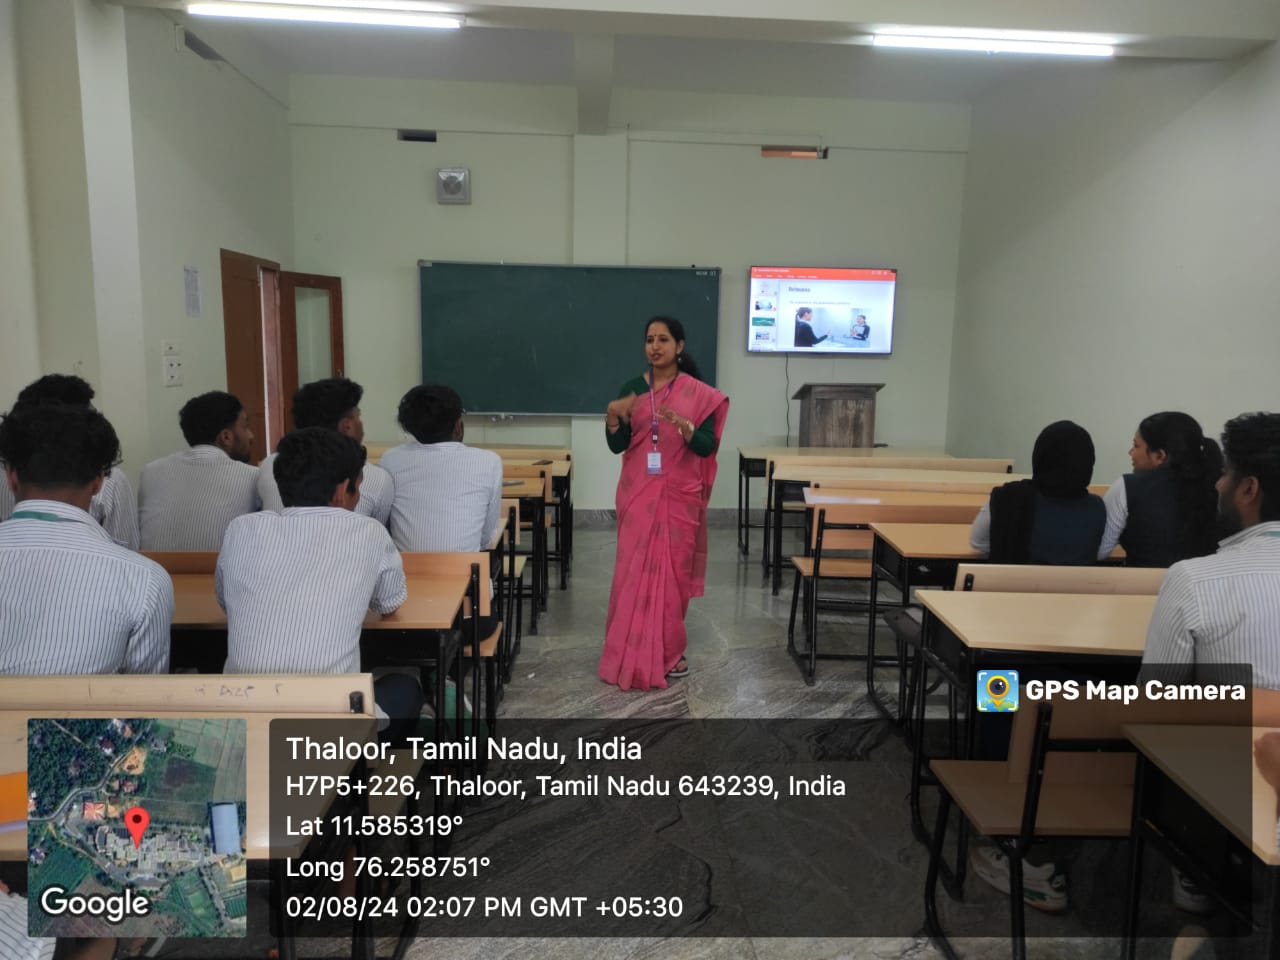 GPS Map Camera
Thaloor, Tamil Nadu, India
H7P5+226, Thaloor, Tamil Nadu 643239, India
Lat 11.585319°
Long 76.258751°
02/08/24 02:07 PM GMT +05:30
Google